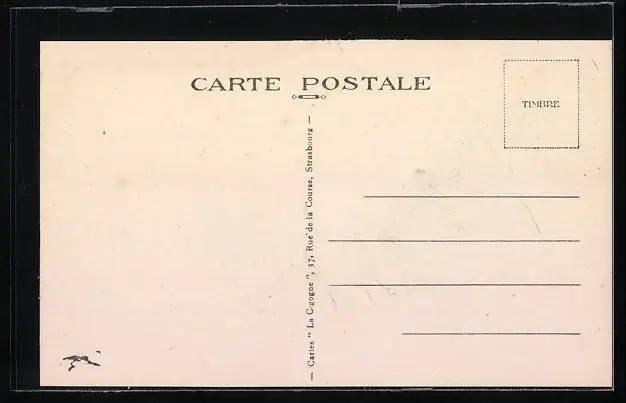 CARTE POSTALE
TIMBRE
— Cartes " La Cigogne ", 37, Rue de la Course, Strasbourg —